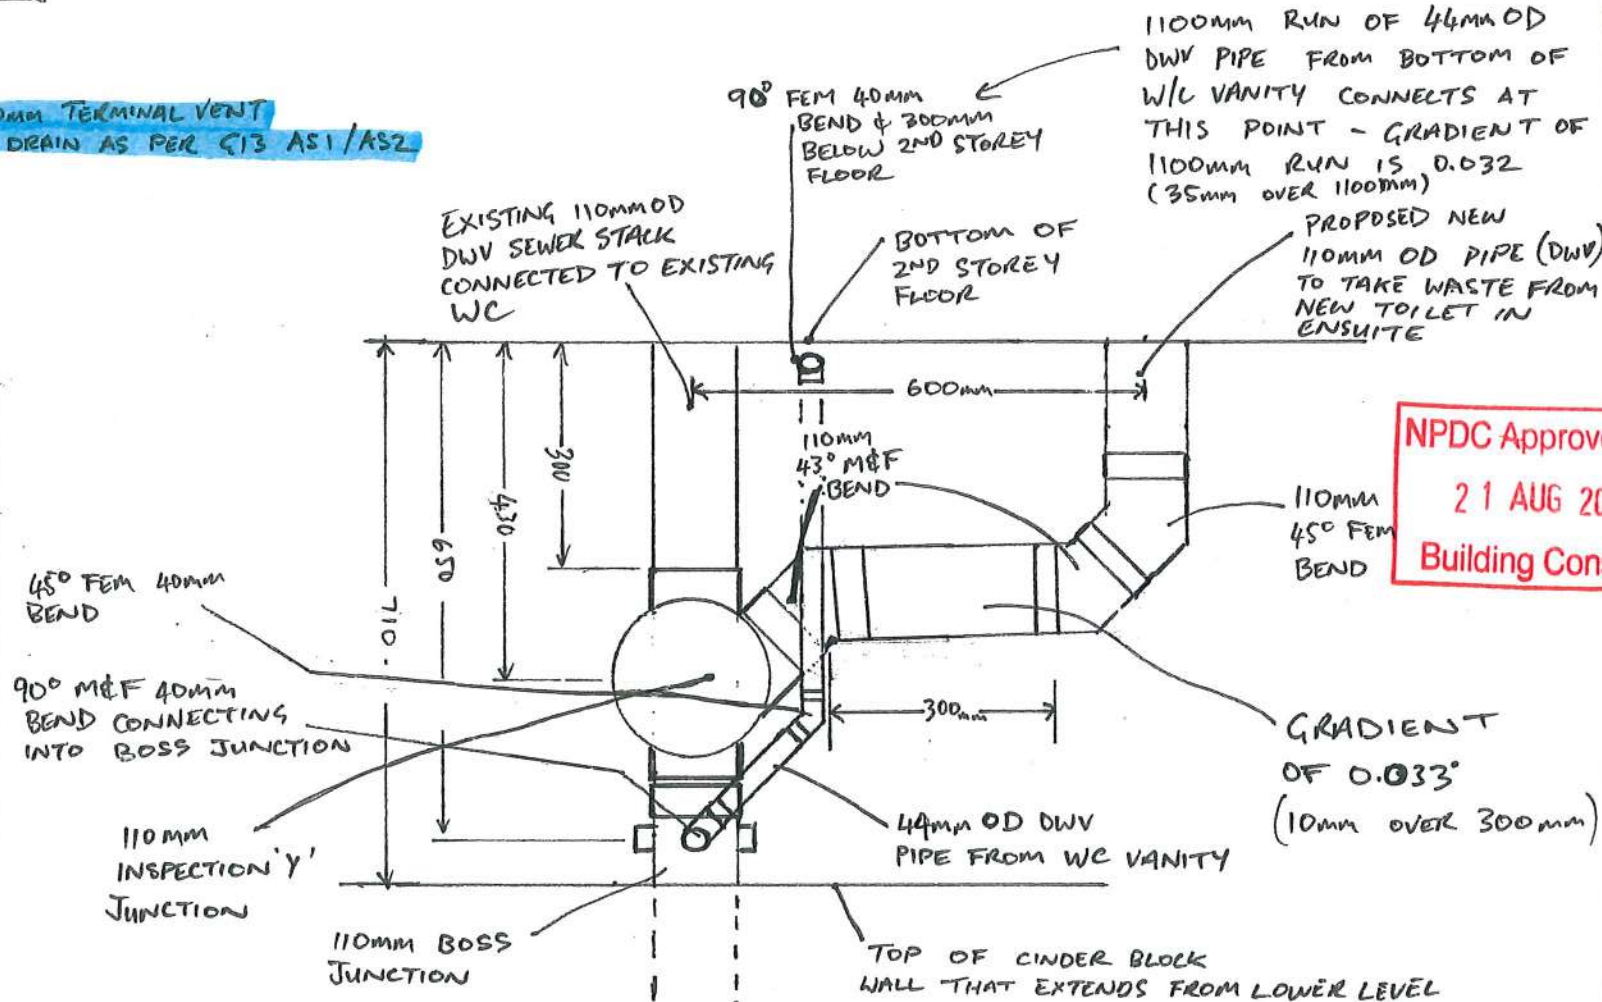 1100mm RUN OF 44mm OD
DWV PIPE FROM BOTTOM OF
W/C VANITY CONNECTS AT
THIS POINT - GRADIENT OF
1100mm RUN IS 0.032
(35mm OVER 1100mm)
90° FEM 40mm
BEND & 300mm
BELOW 2ND STOREY
FLOOR
0mm TERMINAL VENT
DRAIN AS PER G13 AS1/AS2
EXISTING 110mm OD
DWV SEWER STACK
CONNECTED TO EXISTING
WC
BOTTOM OF
2ND STOREY
FLOOR
PROPOSED NEW
110mm OD PIPE (DWV)
TO TAKE WASTE FROM
NEW TOILET IN
ENSUITE
600mm
110mm
43° M&F
BEND
300
430
650
710
110mm
45° FEM
BEND
NPDC Approv
21 AUG 20
Building Con
45° FEM 40mm
BEND
90° M&F 40mm
BEND CONNECTING
INTO BOSS JUNCTION
300mm
GRADIENT
OF 0.033°
(10mm OVER 300mm)
110mm
INSPECTION 'Y'
JUNCTION
44mm OD DWV
PIPE FROM WC VANITY
110mm BOSS
JUNCTION
TOP OF CINDER BLOCK
WALL THAT EXTENDS FROM LOWER LEVEL